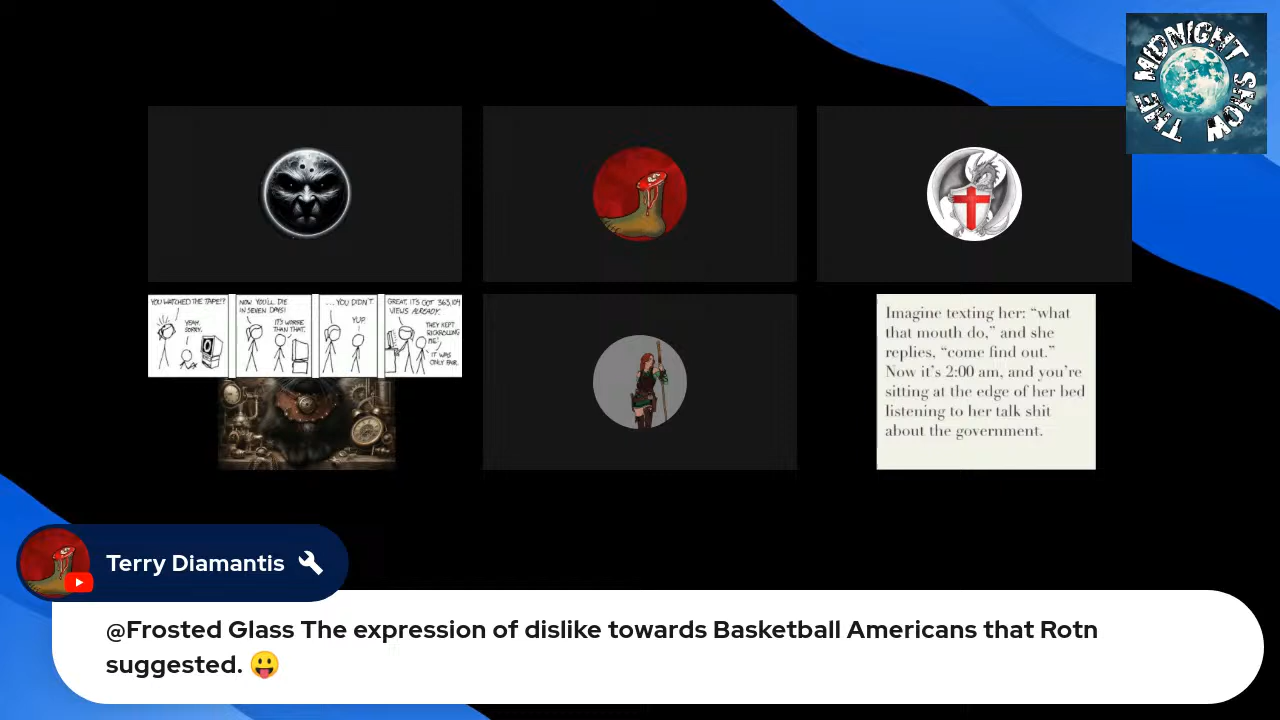 THE MIDNIGHT SHOW
YOU WATCHED THE TAPE!?
YEAH.
SORRY.
NOW YOU'LL DIE
IN SEVEN DAYS!
IT'S WORSE
THAN THAT.
... YOU DIDN'T.
YUP.
GREAT, IT'S GOT 363,104
VIEWS ALREADY.
THEY KEPT
RICKROLLING
ME!
IT WAS
ONLY FAIR.
Imagine texting her: “what
that mouth do,” and she
replies, “come find out.”
Now it’s 2:00 am, and you’re
sitting at the edge of her bed
listening to her talk shit
about the government.
Terry Diamantis
@Frosted Glass The expression of dislike towards Basketball Americans that Rotn
suggested. 😛